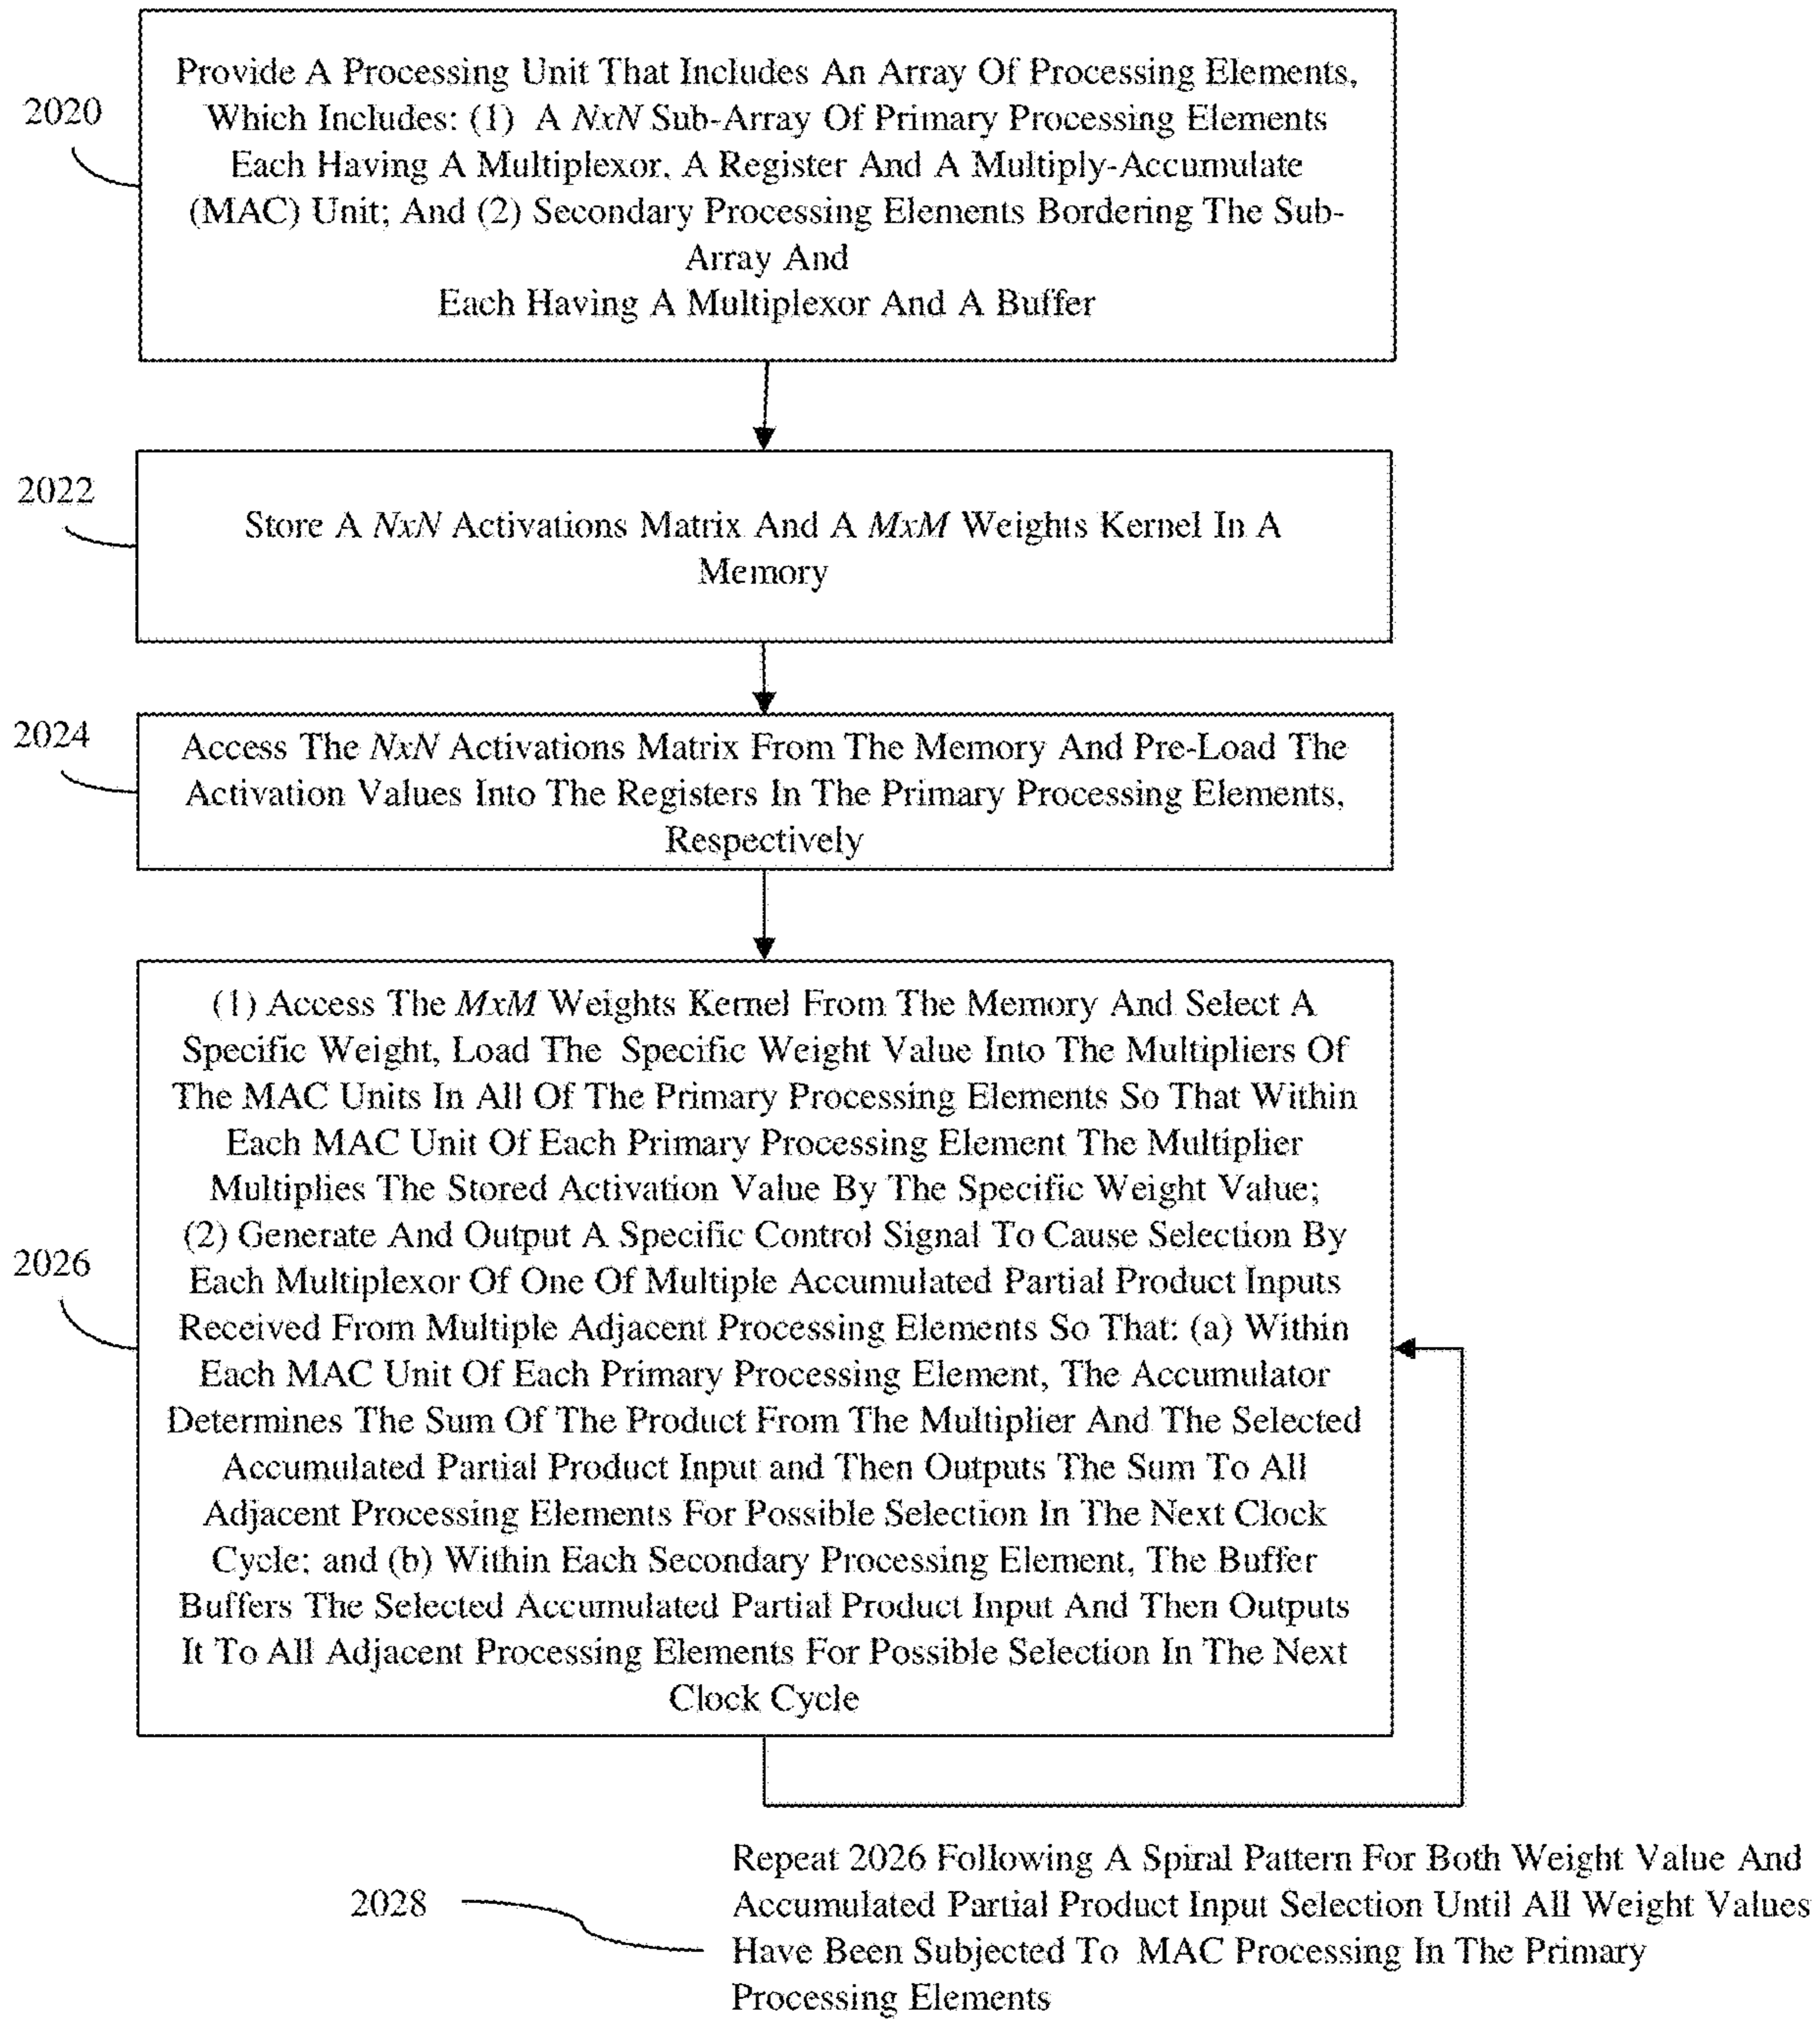 2020
Provide A Processing Unit That Includes An Array Of Processing Elements,
Which Includes: (1) A NxN Sub-Array Of Primary Processing Elements
Each Having A Multiplexor, A Register And A Multiply-Accumulate
(MAC) Unit; And (2) Secondary Processing Elements Bordering The Sub-
Array And
Each Having A Multiplexor And A Buffer
2022
Store A NxN Activations Matrix And A MxM Weights Kernel In A
Memory
2024
Access The NxN Activations Matrix From The Memory And Pre-Load The
Activation Values Into The Registers In The Primary Processing Elements,
Respectively
2026
(1) Access The MxM Weights Kernel From The Memory And Select A
Specific Weight, Load The Specific Weight Value Into The Multipliers Of
The MAC Units In All Of The Primary Processing Elements So That Within
Each MAC Unit Of Each Primary Processing Element The Multiplier
Multiplies The Stored Activation Value By The Specific Weight Value;
(2) Generate And Output A Specific Control Signal To Cause Selection By
Each Multiplexor Of One Of Multiple Accumulated Partial Product Inputs
Received From Multiple Adjacent Processing Elements So That: (a) Within
Each MAC Unit Of Each Primary Processing Element, The Accumulator
Determines The Sum Of The Product From The Multiplier And The Selected
Accumulated Partial Product Input and Then Outputs The Sum To All
Adjacent Processing Elements For Possible Selection In The Next Clock
Cycle; and (b) Within Each Secondary Processing Element, The Buffer
Buffers The Selected Accumulated Partial Product Input And Then Outputs
It To All Adjacent Processing Elements For Possible Selection In The Next
Clock Cycle
2028
Repeat 2026 Following A Spiral Pattern For Both Weight Value And
Accumulated Partial Product Input Selection Until All Weight Values
Have Been Subjected To MAC Processing In The Primary
Processing Elements